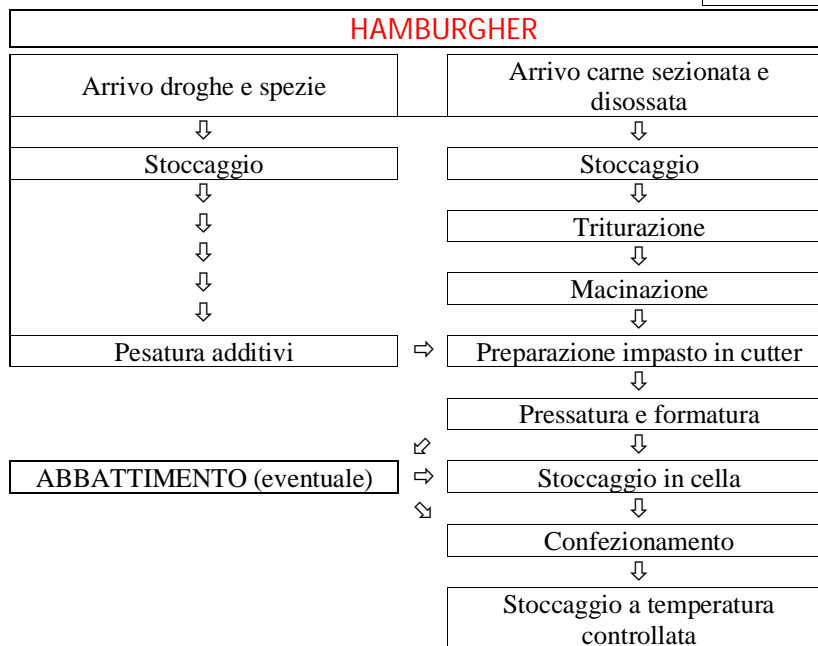 HAMBURGHER
Arrivo droghe e spezie
Arrivo carne sezionata e
disossata
⇩ ⇩
Stoccaggio
Stoccaggio
⇩ ⇩
⇩
Triturazione
⇩ ⇩
⇩
Macinazione
⇩ ⇩
Pesatura additivi
⇨
Preparazione impasto in cutter
⇩
Pressatura e formatura
⬃ ⇩
ABBATTIMENTO (eventuale)
⇨
Stoccaggio in cella
⬂ ⇩
Confezionamento
⇩
Stoccaggio a temperatura
controllata